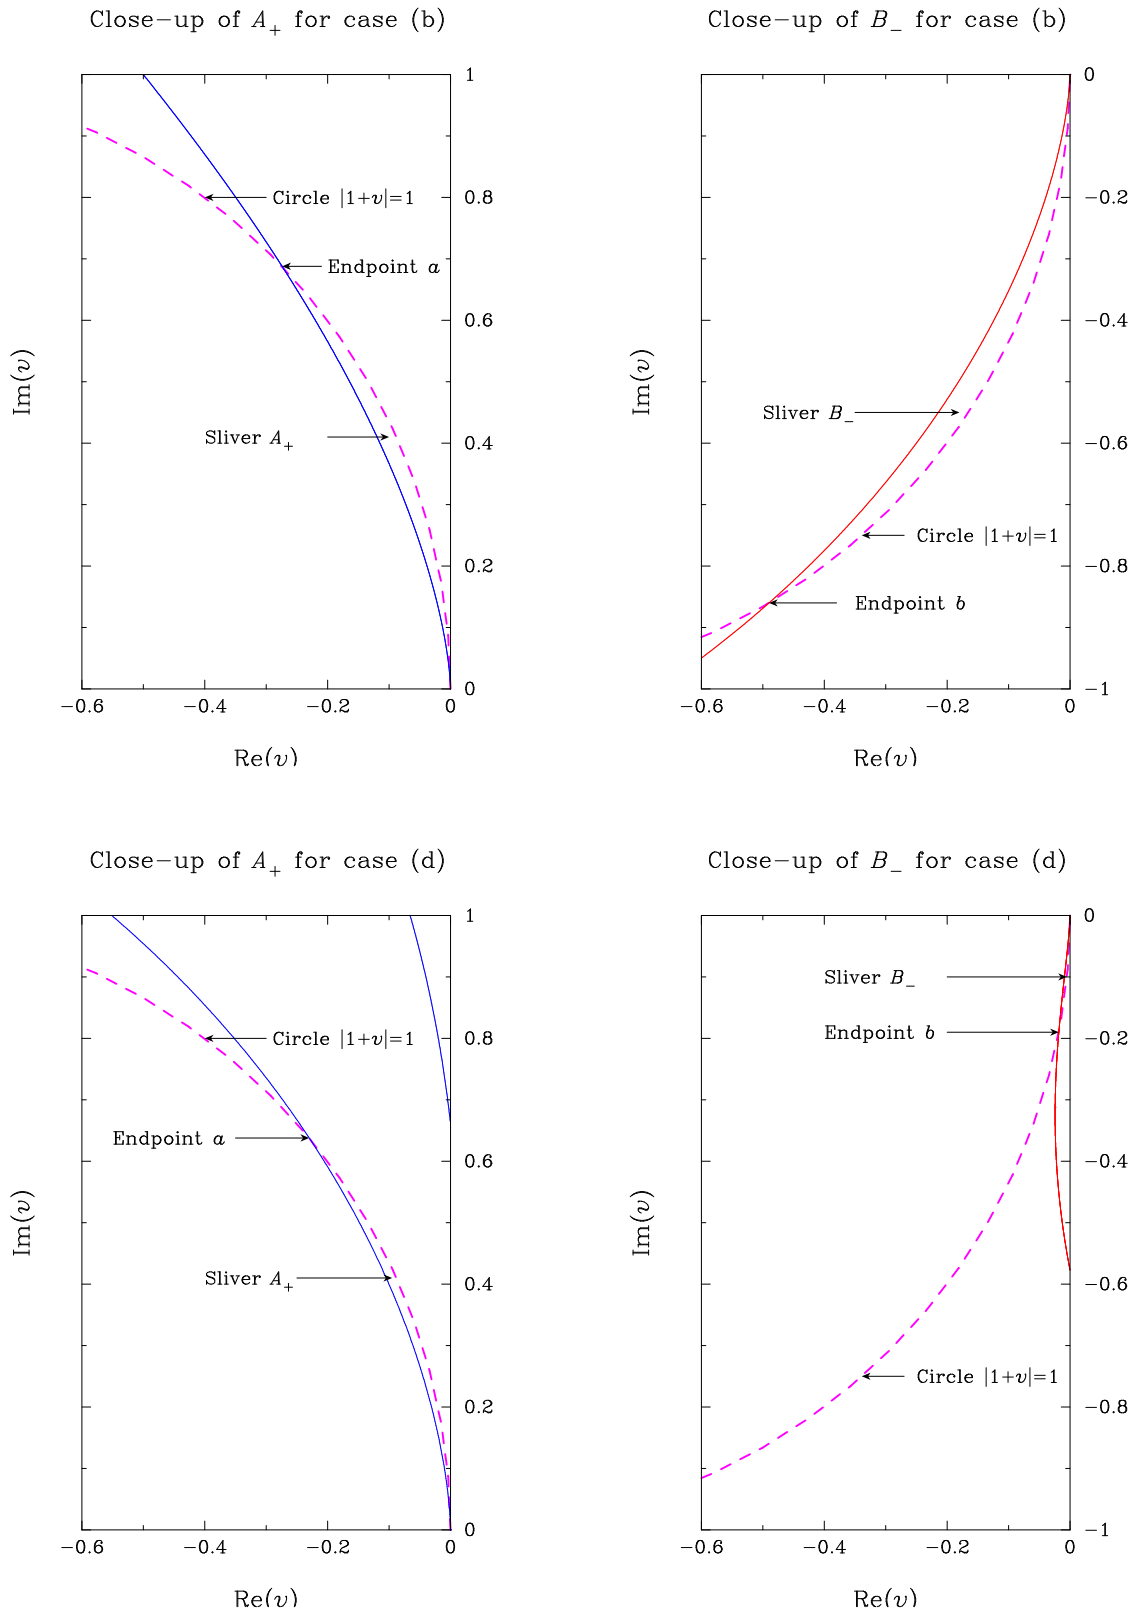 Close−up of A₊ for case (b)
1
0.8
0.6
0.4
0.2
0
Im(v)
Circle |1+v|=1
Endpoint a
Sliver A₊
−0.6
−0.4
−0.2
0
Re(v)
Close−up of B₋ for case (b)
0
−0.2
−0.4
−0.6
−0.8
−1
Im(v)
Sliver B₋
Circle |1+v|=1
Endpoint b
−0.6
−0.4
−0.2
0
Re(v)
Close−up of A₊ for case (d)
1
0.8
0.6
0.4
0.2
0
Im(v)
Circle |1+v|=1
Endpoint a
Sliver A₊
−0.6
−0.4
−0.2
0
Re(v)
Close−up of B₋ for case (d)
0
−0.2
−0.4
−0.6
−0.8
−1
Im(v)
Sliver B₋
Endpoint b
Circle |1+v|=1
−0.6
−0.4
−0.2
0
Re(v)